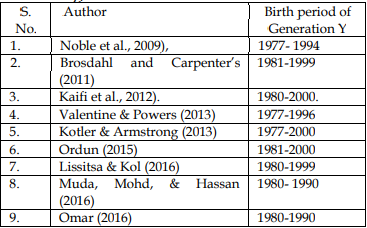 S. No. Author Birth period of Generation Y
1. Noble et al., 2009), 1977- 1994
2. Brosdahl and Carpenter's (2011) 1981-1999
3. Kaifi et al., 2012). 1980-2000.
4. Valentine & Powers (2013) 1977-1996
5. Kotler & Armstrong (2013) 1977-2000
6. Ordun (2015) 1981-2000
7. Lissitsa & Kol (2016) 1980-1999
8. Muda, Mohd, & Hassan (2016) 1980- 1990
9. Omar (2016) 1980-1990